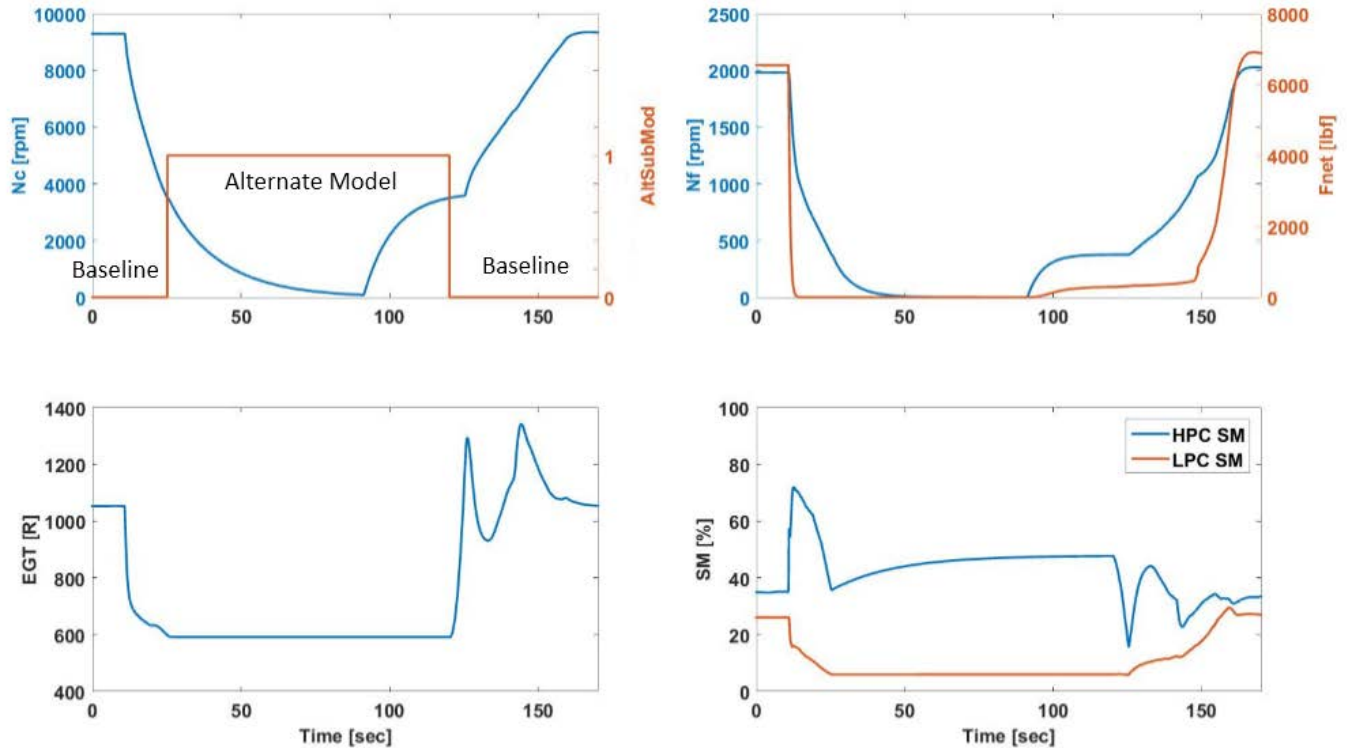 10000
8000
6000
4000
2000
0
Nc [rpm]
Baseline
Alternate Model
Baseline
1
0
AltSubMod
0 50 100 150
2500
2000
1500
1000
500
0
Nf [rpm]
8000
6000
4000
2000
0
Fnet [lbf]
0 50 100 150
1400
1200
1000
800
600
400
EGT [R]
0 50 100 150
Time [sec]
100
80
60
40
20
0
SM [%]
HPC SM
LPC SM
0 50 100 150
Time [sec]